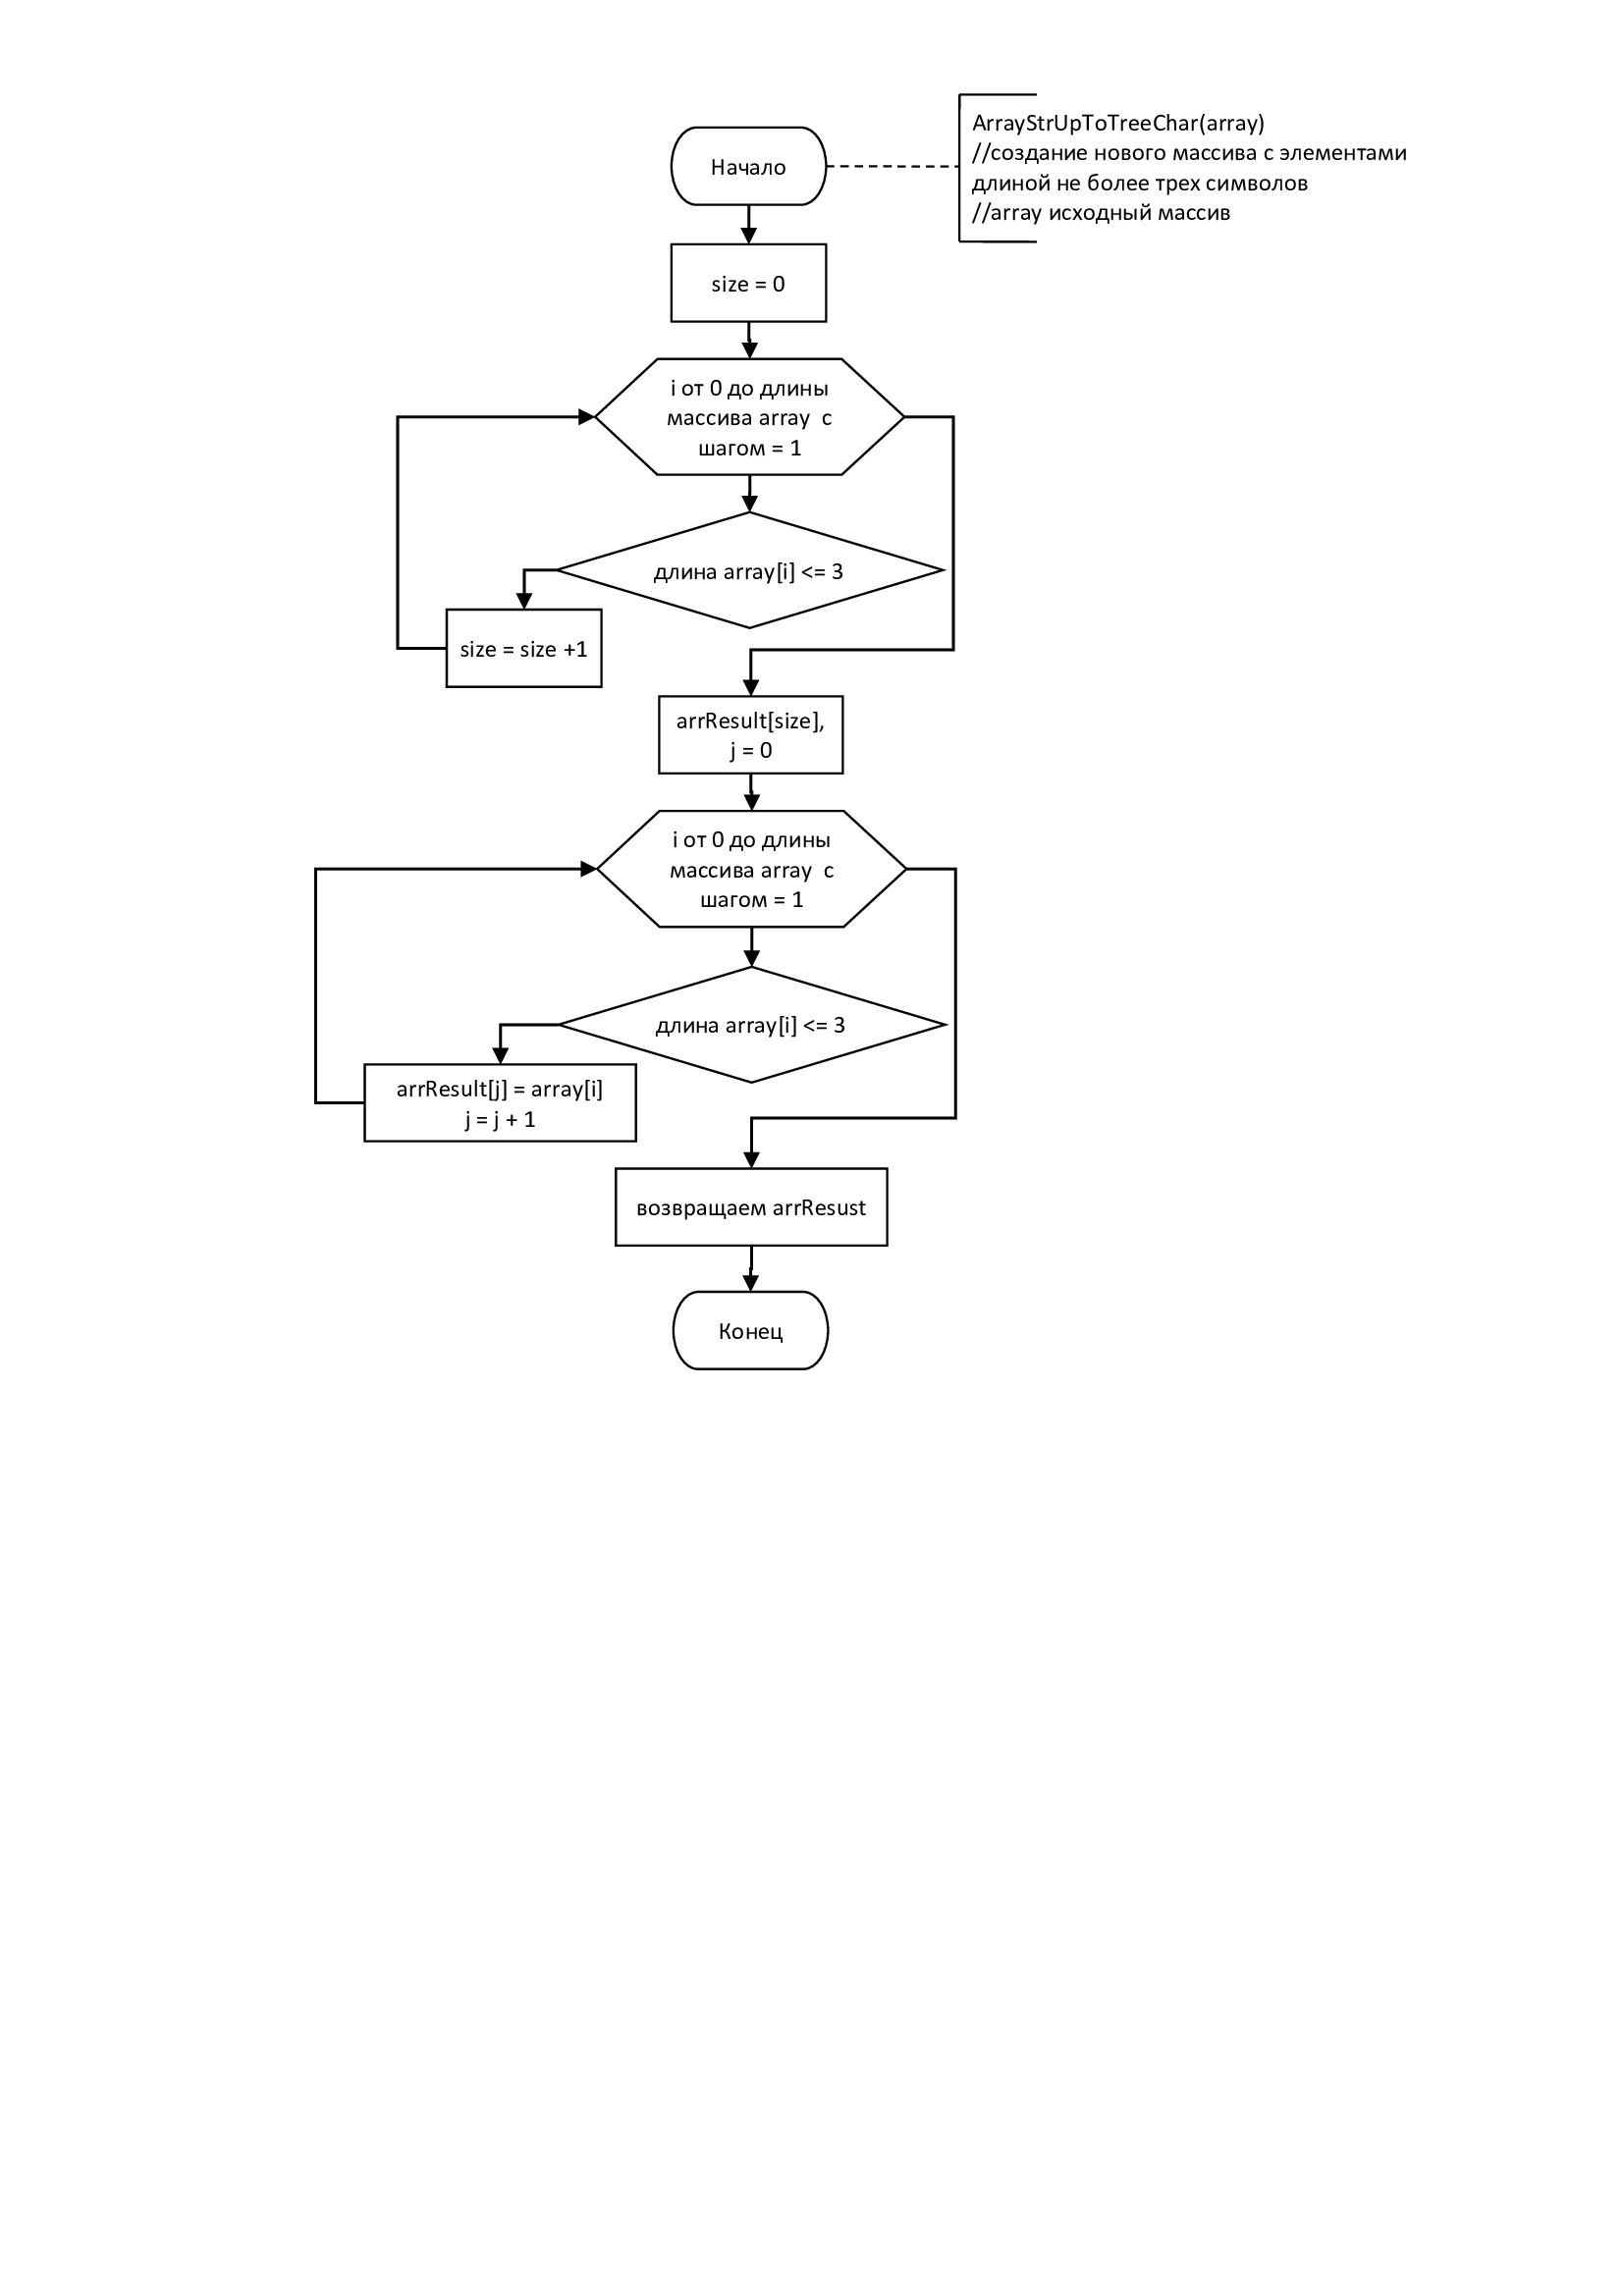 Начало
ArrayStrUpToTreeChar(array)
//создание нового массива с элементами
длиной не более трех символов
//array исходный массив
size = 0
i от 0 до длины
массива array  с
шагом = 1
длина array[i] <= 3
size = size +1
arrResult[size],
j = 0
i от 0 до длины
массива array  с
шагом = 1
длина array[i] <= 3
arrResult[j] = array[i]
j = j + 1
возвращаем arrResust
Конец